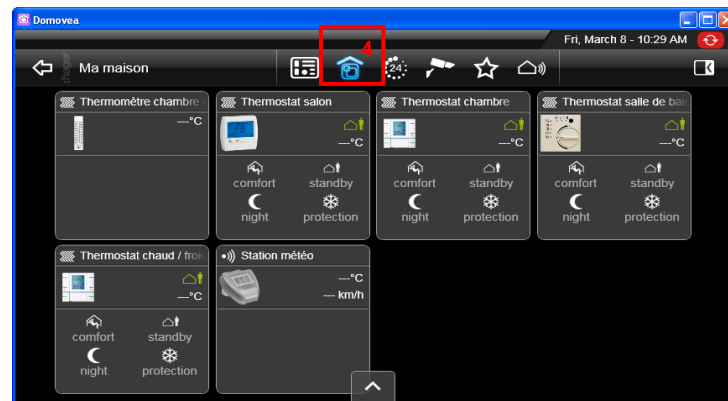 Domovea
Fri, March 8 - 10:29 AM
:hager
Ma maison
4
24
Thermomètre chambre
---°C
Thermostat salon
---°C
comfort standby
night protection
Thermostat chambre
---°C
comfort standby
night protection
Thermostat salle de bai
---°C
comfort standby
night protection
Thermostat chaud / froi
---°C
comfort standby
night protection
Station météo
---°C
--- km/h